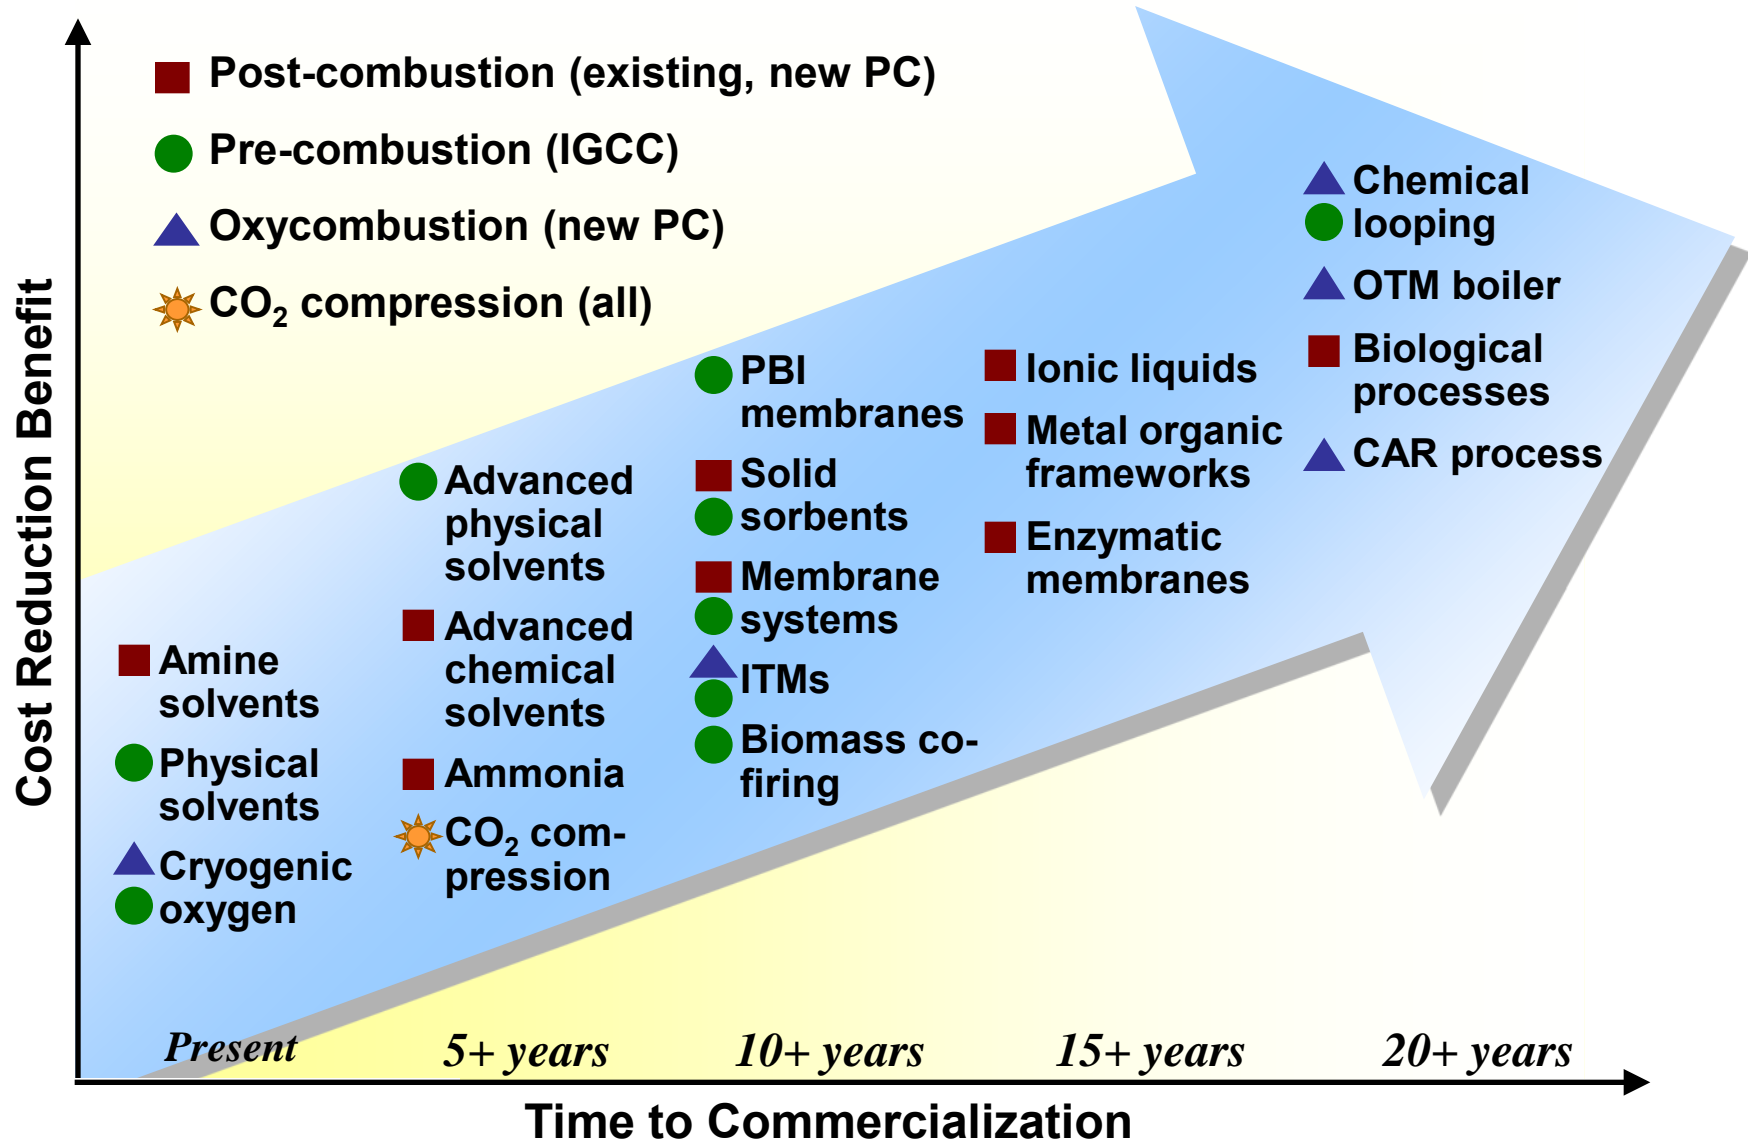 Post-combustion (existing, new PC)
Pre-combustion (IGCC)
Oxycombustion (new PC)
CO₂ compression (all)
Cost Reduction Benefit
Amine
solvents
Physical
solvents
Cryogenic
oxygen
Advanced
physical
solvents
Advanced
chemical
solvents
Ammonia
CO₂ com-
pression
PBI
membranes
Solid
sorbents
Membrane
systems
ITMs
Biomass co-
firing
Ionic liquids
Metal organic
frameworks
Enzymatic
membranes
Chemical
looping
OTM boiler
Biological
processes
CAR process
Present
5+ years
10+ years
15+ years
20+ years
Time to Commercialization